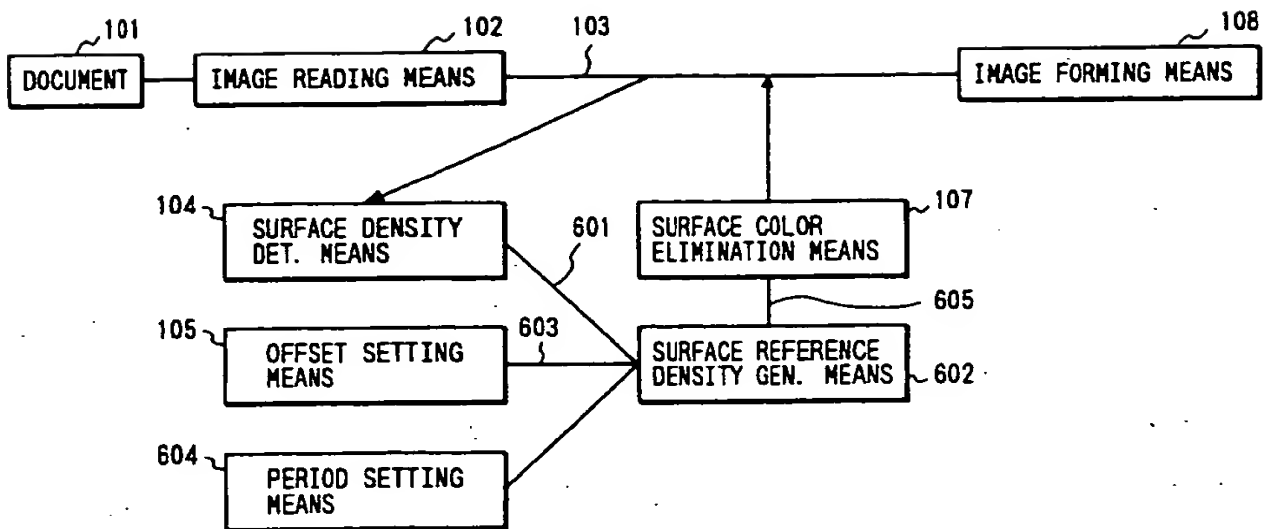 101
102
103
108
DOCUMENT
IMAGE READING MEANS
IMAGE FORMING MEANS
104
SURFACE DENSITY
DET. MEANS
601
107
SURFACE COLOR
ELIMINATION MEANS
605
105
OFFSET SETTING
MEANS
603
SURFACE REFERENCE
DENSITY GEN. MEANS
602
604
PERIOD SETTING
MEANS